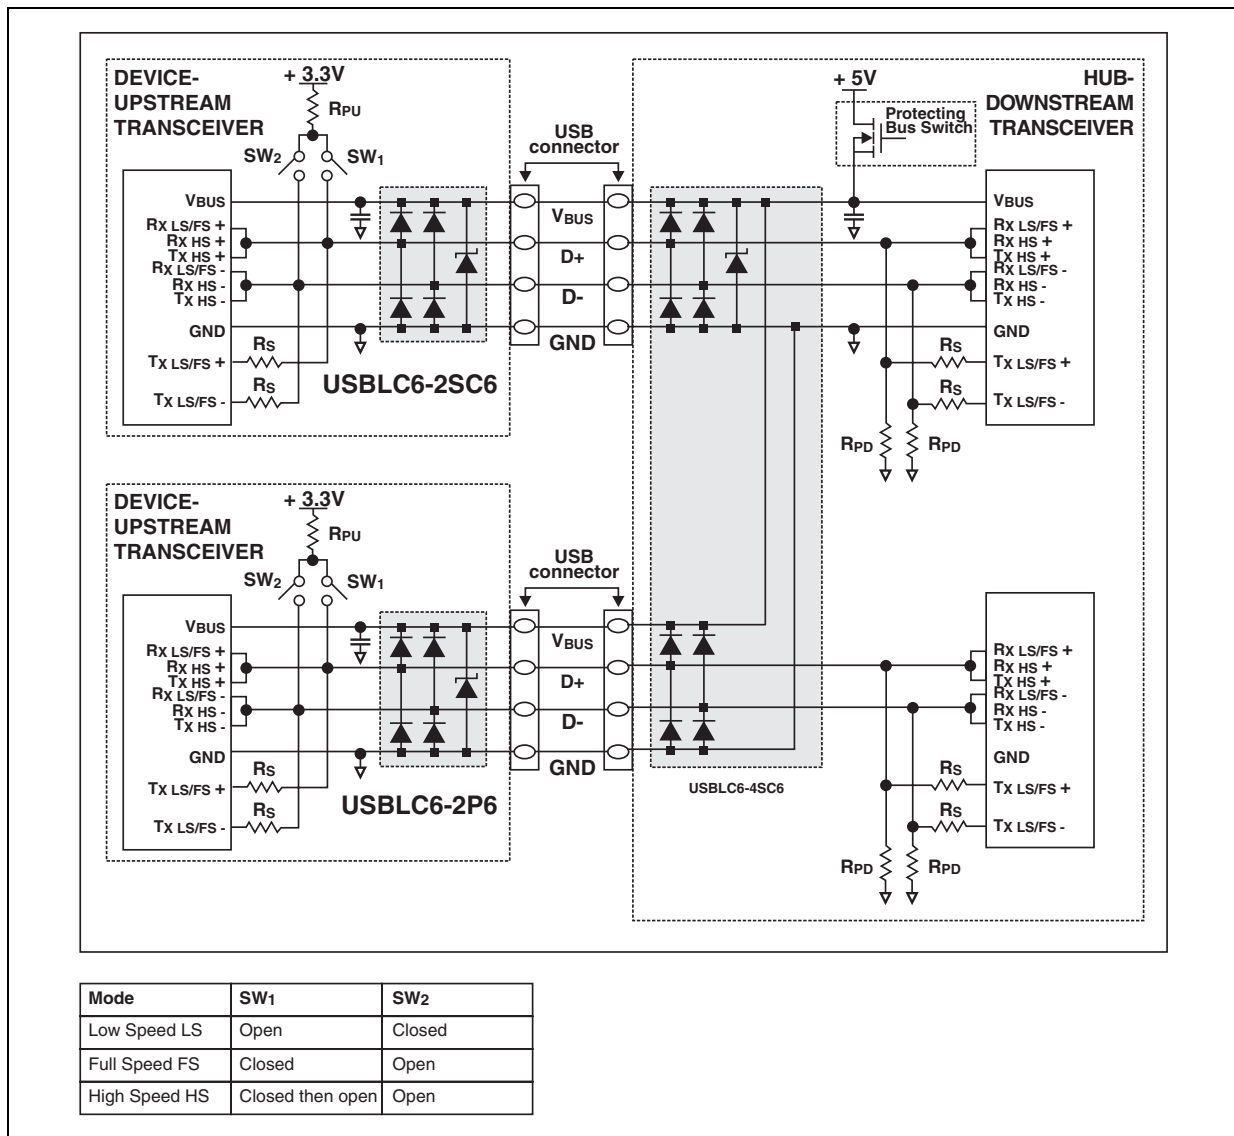 DEVICE-
UPSTREAM
TRANSCEIVER
+ 3.3V
RPU
SW2
SW1
VBUS
RX LS/FS +
RX HS +
TX HS +
RX LS/FS -
RX HS -
TX HS -
GND
TX LS/FS +
TX LS/FS -
RS
RS
USBLC6-2SC6
USB
connector
VBUS
D+
D-
GND
+ 5V
Protecting
Bus Switch
HUB-
DOWNSTREAM
TRANSCEIVER
VBUS
RX LS/FS +
RX HS +
TX HS +
RX LS/FS -
RX HS -
TX HS -
GND
TX LS/FS +
TX LS/FS -
RS
RS
RPD
RPD
DEVICE-
UPSTREAM
TRANSCEIVER
+ 3.3V
RPU
SW2
SW1
VBUS
RX LS/FS +
RX HS +
TX HS +
RX LS/FS -
RX HS -
TX HS -
GND
TX LS/FS +
TX LS/FS -
RS
RS
USBLC6-2P6
USB
connector
VBUS
D+
D-
GND
USBLC6-4SC6
RX LS/FS +
RX HS +
TX HS +
RX LS/FS -
RX HS -
TX HS -
GND
TX LS/FS +
TX LS/FS -
RS
RS
RPD
RPD
Mode SW1 SW2
Low Speed LS Open Closed
Full Speed FS Closed Open
High Speed HS Closed then open Open